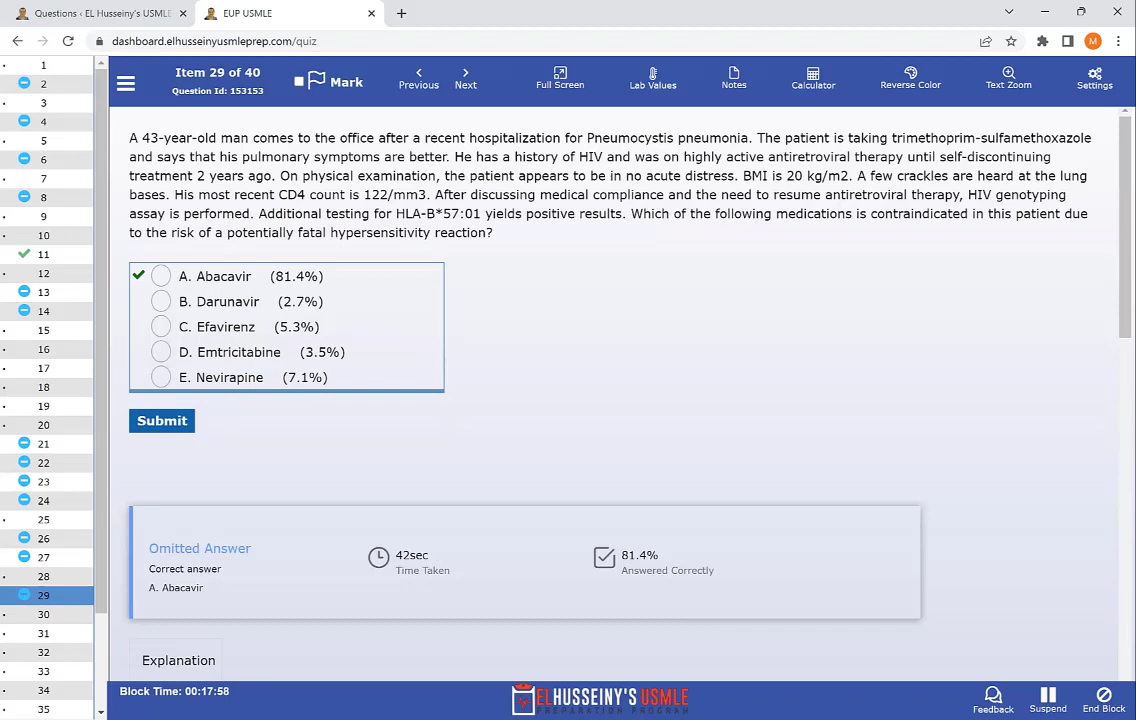 Questions ‹ EL Husseiny's USMLE
EUP USMLE
dashboard.elhusseinyusmleprep.com/quiz
M
1
2
3
4
5
6
7
8
9
10
11
12
13
14
15
16
17
18
19
20
21
22
23
24
25
26
27
28
29
30
31
32
33
34
35
Item 29 of 40
Question Id: 153153
Mark
Previous
Next
Full Screen
Lab Values
Notes
Calculator
Reverse Color
Text Zoom
Settings
A 43-year-old man comes to the office after a recent hospitalization for Pneumocystis pneumonia. The patient is taking trimethoprim-sulfamethoxazole
and says that his pulmonary symptoms are better. He has a history of HIV and was on highly active antiretroviral therapy until self-discontinuing
treatment 2 years ago. On physical examination, the patient appears to be in no acute distress. BMI is 20 kg/m2. A few crackles are heard at the lung
bases. His most recent CD4 count is 122/mm3. After discussing medical compliance and the need to resume antiretroviral therapy, HIV genotyping
assay is performed. Additional testing for HLA-B*57:01 yields positive results. Which of the following medications is contraindicated in this patient due
to the risk of a potentially fatal hypersensitivity reaction?
A. Abacavir (81.4%)
B. Darunavir (2.7%)
C. Efavirenz (5.3%)
D. Emtricitabine (3.5%)
E. Nevirapine (7.1%)
Submit
Omitted Answer
Correct answer
A. Abacavir
42sec
Time Taken
81.4%
Answered Correctly
Explanation
Block Time: 00:17:58
ELHUSSEINY'S USMLE
PREPARATION PROGRAM
Feedback
Suspend
End Block